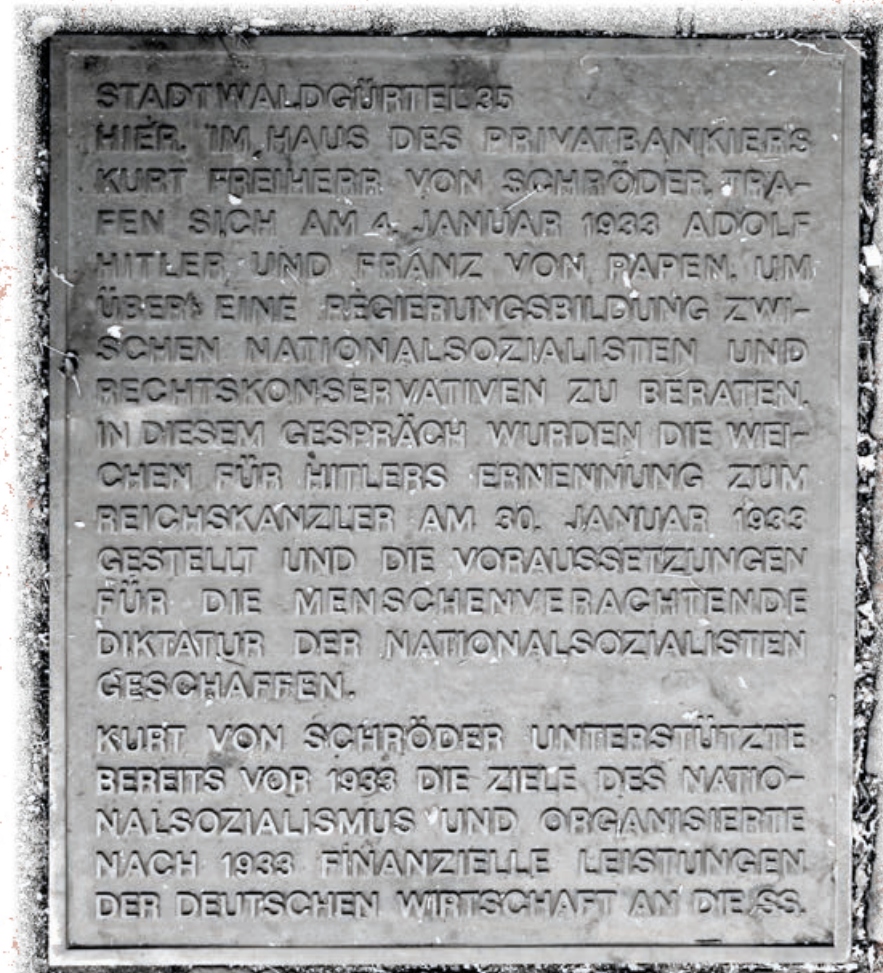 STADTWALDGÜRTEL 35
HIER, IM HAUS DES PRIVATBANKIERS
KURT FREIHERR VON SCHRÖDER, TRA-
FEN SICH AM 4. JANUAR 1933 ADOLF
HITLER UND FRANZ VON PAPEN, UM
ÜBER EINE REGIERUNGSBILDUNG ZWI-
SCHEN NATIONALSOZIALISTEN UND
RECHTSKONSERVATIVEN ZU BERATEN.
IN DIESEM GESPRÄCH WURDEN DIE WEI-
CHEN FÜR HITLERS ERNENNUNG ZUM
REICHSKANZLER AM 30. JANUAR 1933
GESTELLT UND DIE VORAUSSETZUNGEN
FÜR DIE MENSCHENVERACHTENDE
DIKTATUR DER NATIONALSOZIALISTEN
GESCHAFFEN.
KURT VON SCHRÖDER UNTERSTÜTZTE
BEREITS VOR 1933 DIE ZIELE DES NATIO-
NALSOZIALISMUS UND ORGANISIERTE
NACH 1933 FINANZIELLE LEISTUNGEN
DER DEUTSCHEN WIRTSCHAFT AN DIE SS.